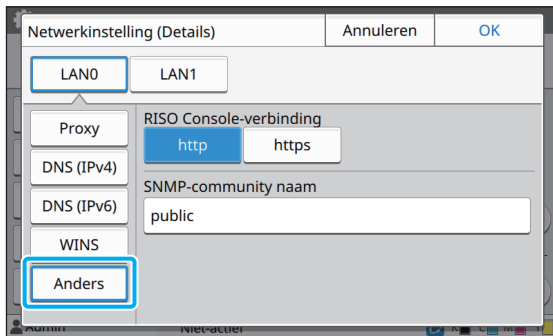 Netwerkinstelling (Details)
Annuleren
OK
LAN0
LAN1
Proxy
DNS (IPv4)
DNS (IPv6)
WINS
Anders
RISO Console-verbinding
http
https
SNMP-community naam
public
Admin
Niet-actief
K C M Y